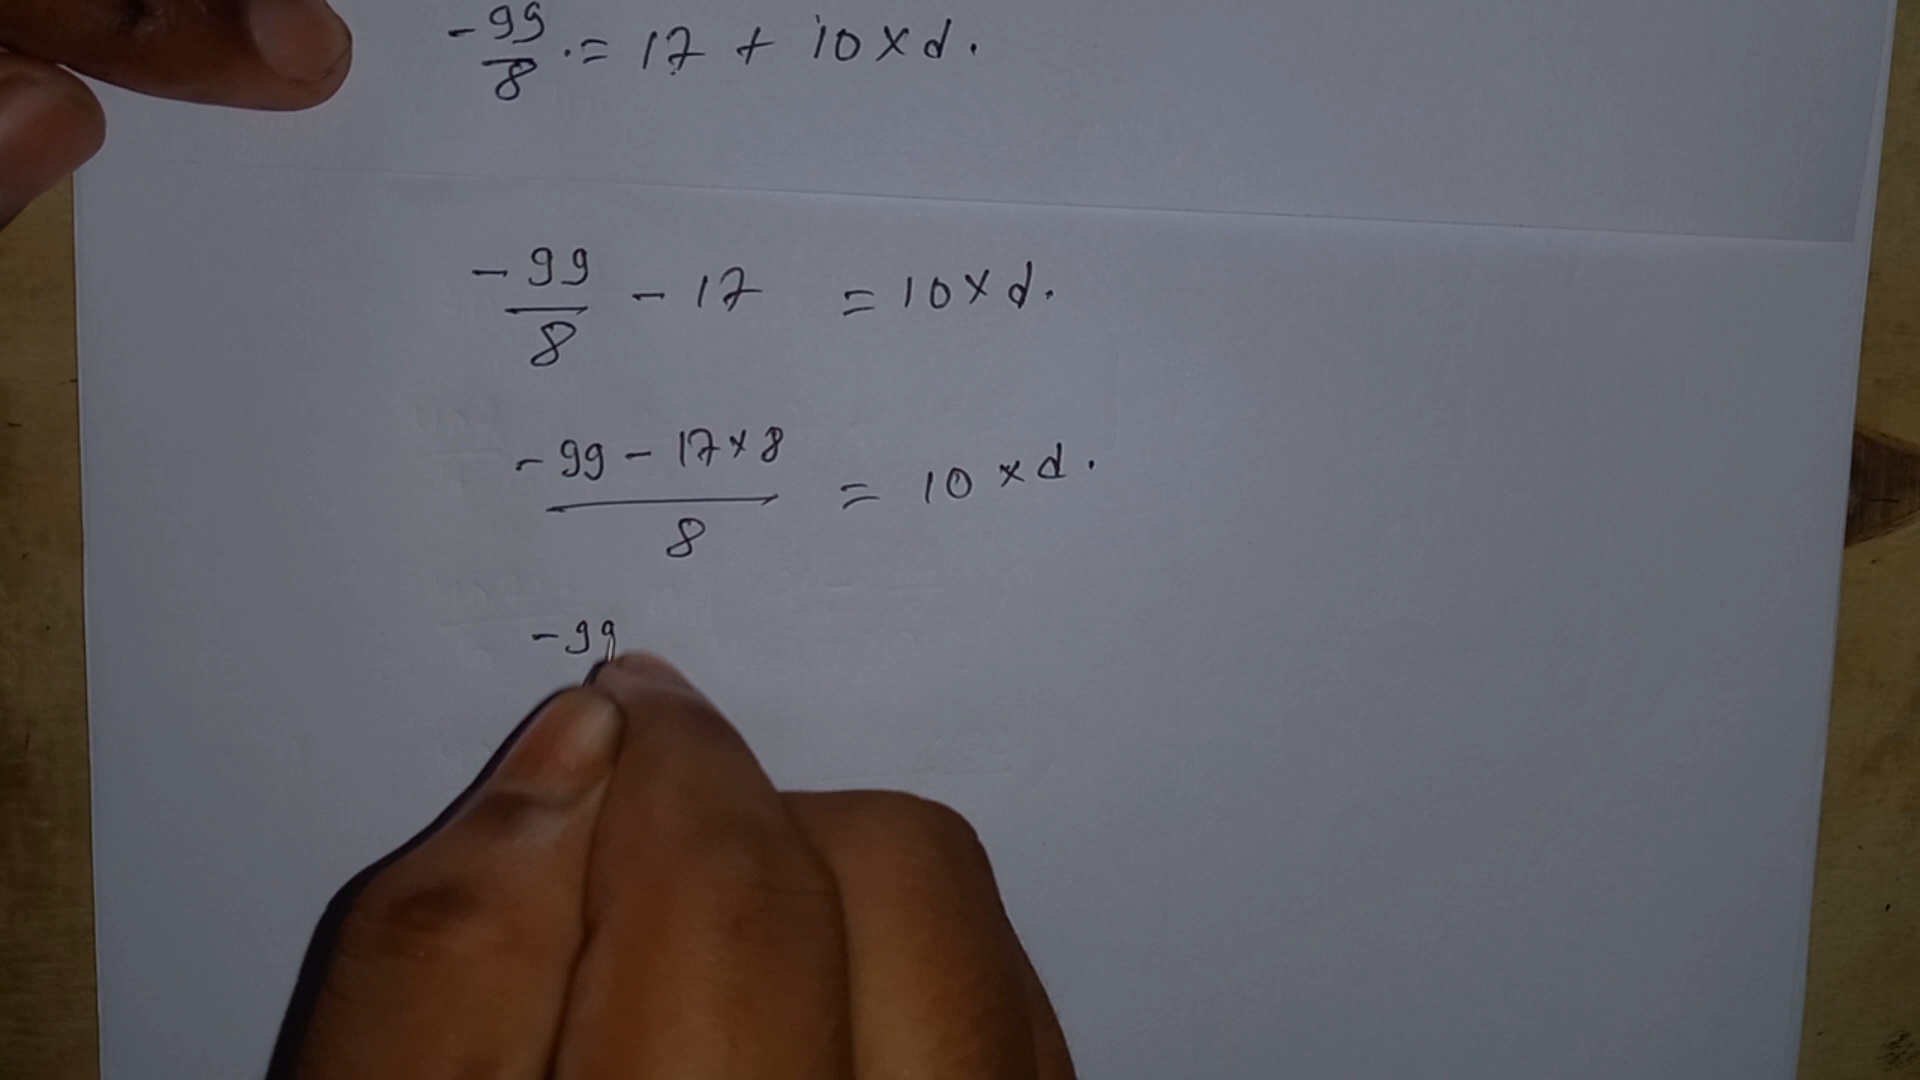 -99/8 .= 17 + 10 x d.
-99/8 - 17 = 10 x d.
-99 - 17 x 8 / 8 = 10 x d.
-99